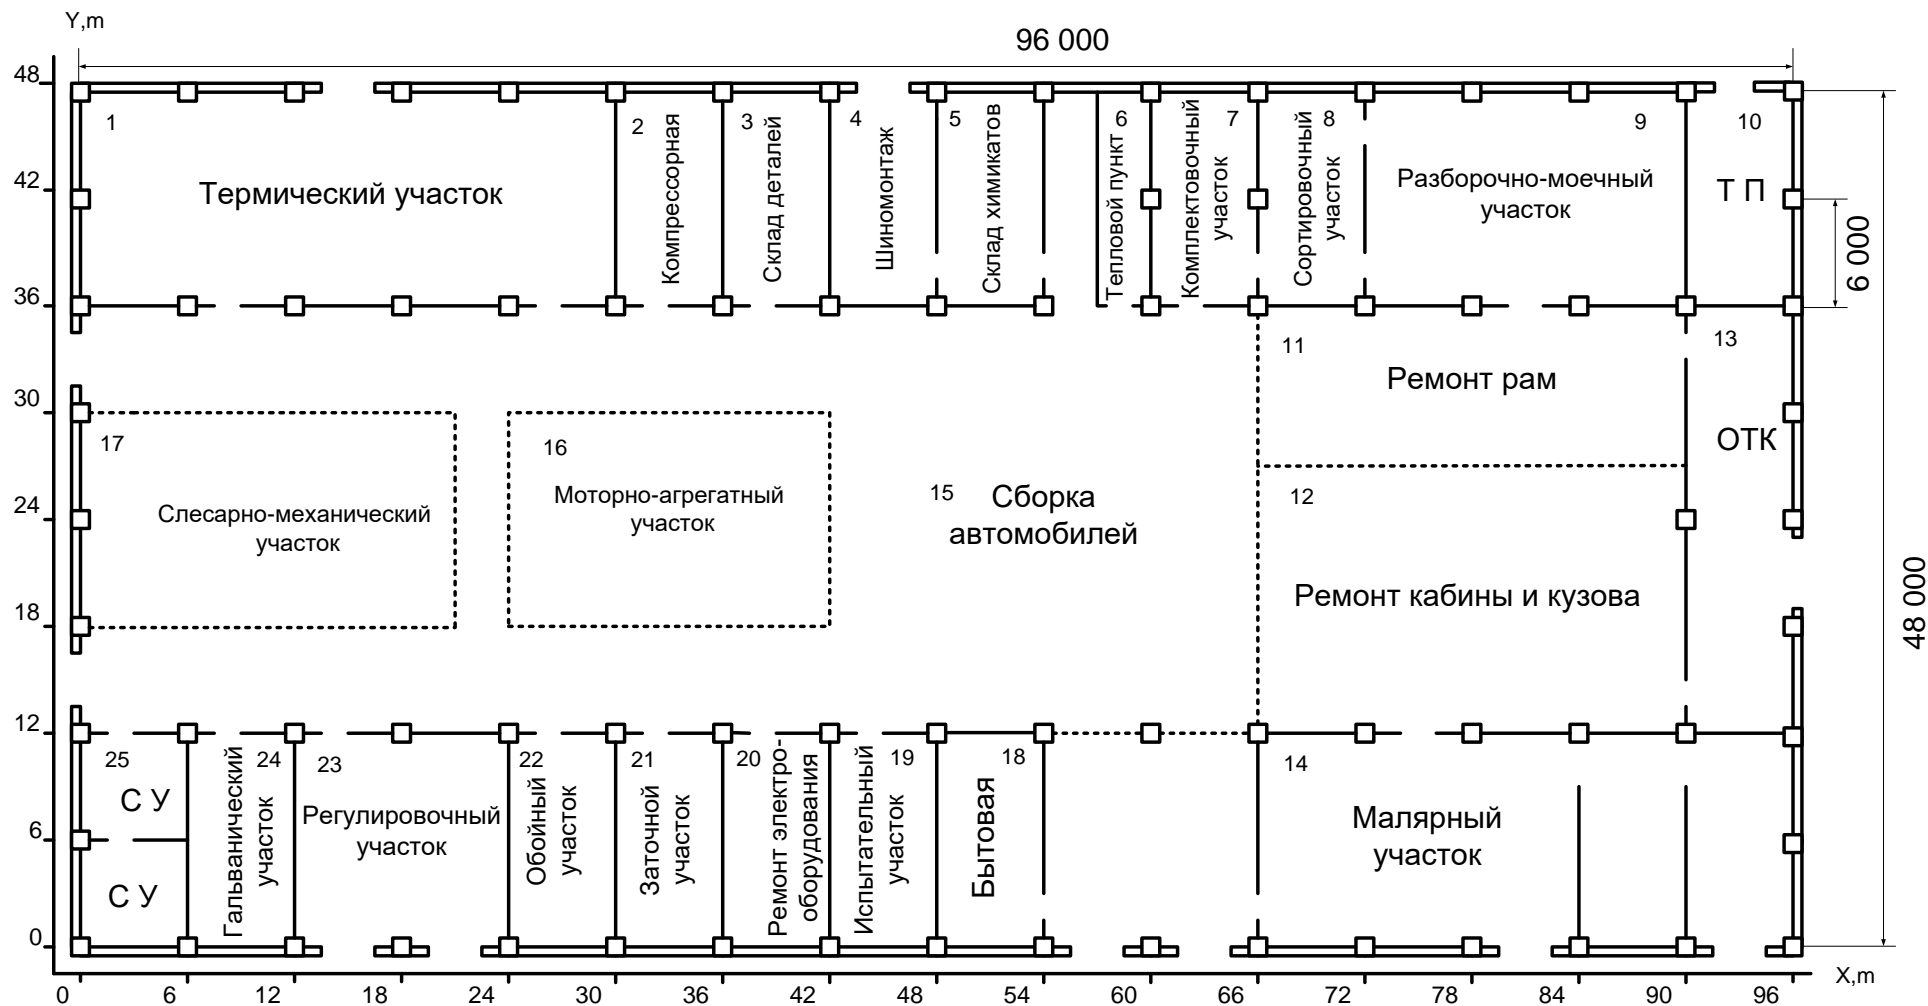 Y,m
96 000
48
1
2
Компрессорная
3
Склад деталей
4
Шиномонтаж
5
Склад химикатов
6
Тепловой пункт
7
Комплектовочный
участок
8
Сортировочный
участок
9
10
42
Термический участок
Разборочно-моечный
участок
Т П
6 000
36
11
Ремонт рам
13
ОТК
30
17
Слесарно-механический
участок
16
Моторно-агрегатный
участок
15
Сборка
автомобилей
12
Ремонт кабины и кузова
24
18
48 000
12
25
С У
С У
24
Гальванический
участок
23
Регулировочный
участок
22
Обойный
участок
21
Заточной
участок
20
Ремонт электро-
оборудования
19
Испытательный
участок
18
Бытовая
14
Малярный
участок
6
0
X,m
0 6 12 18 24 30 36 42 48 54 60 66 72 78 84 90 96